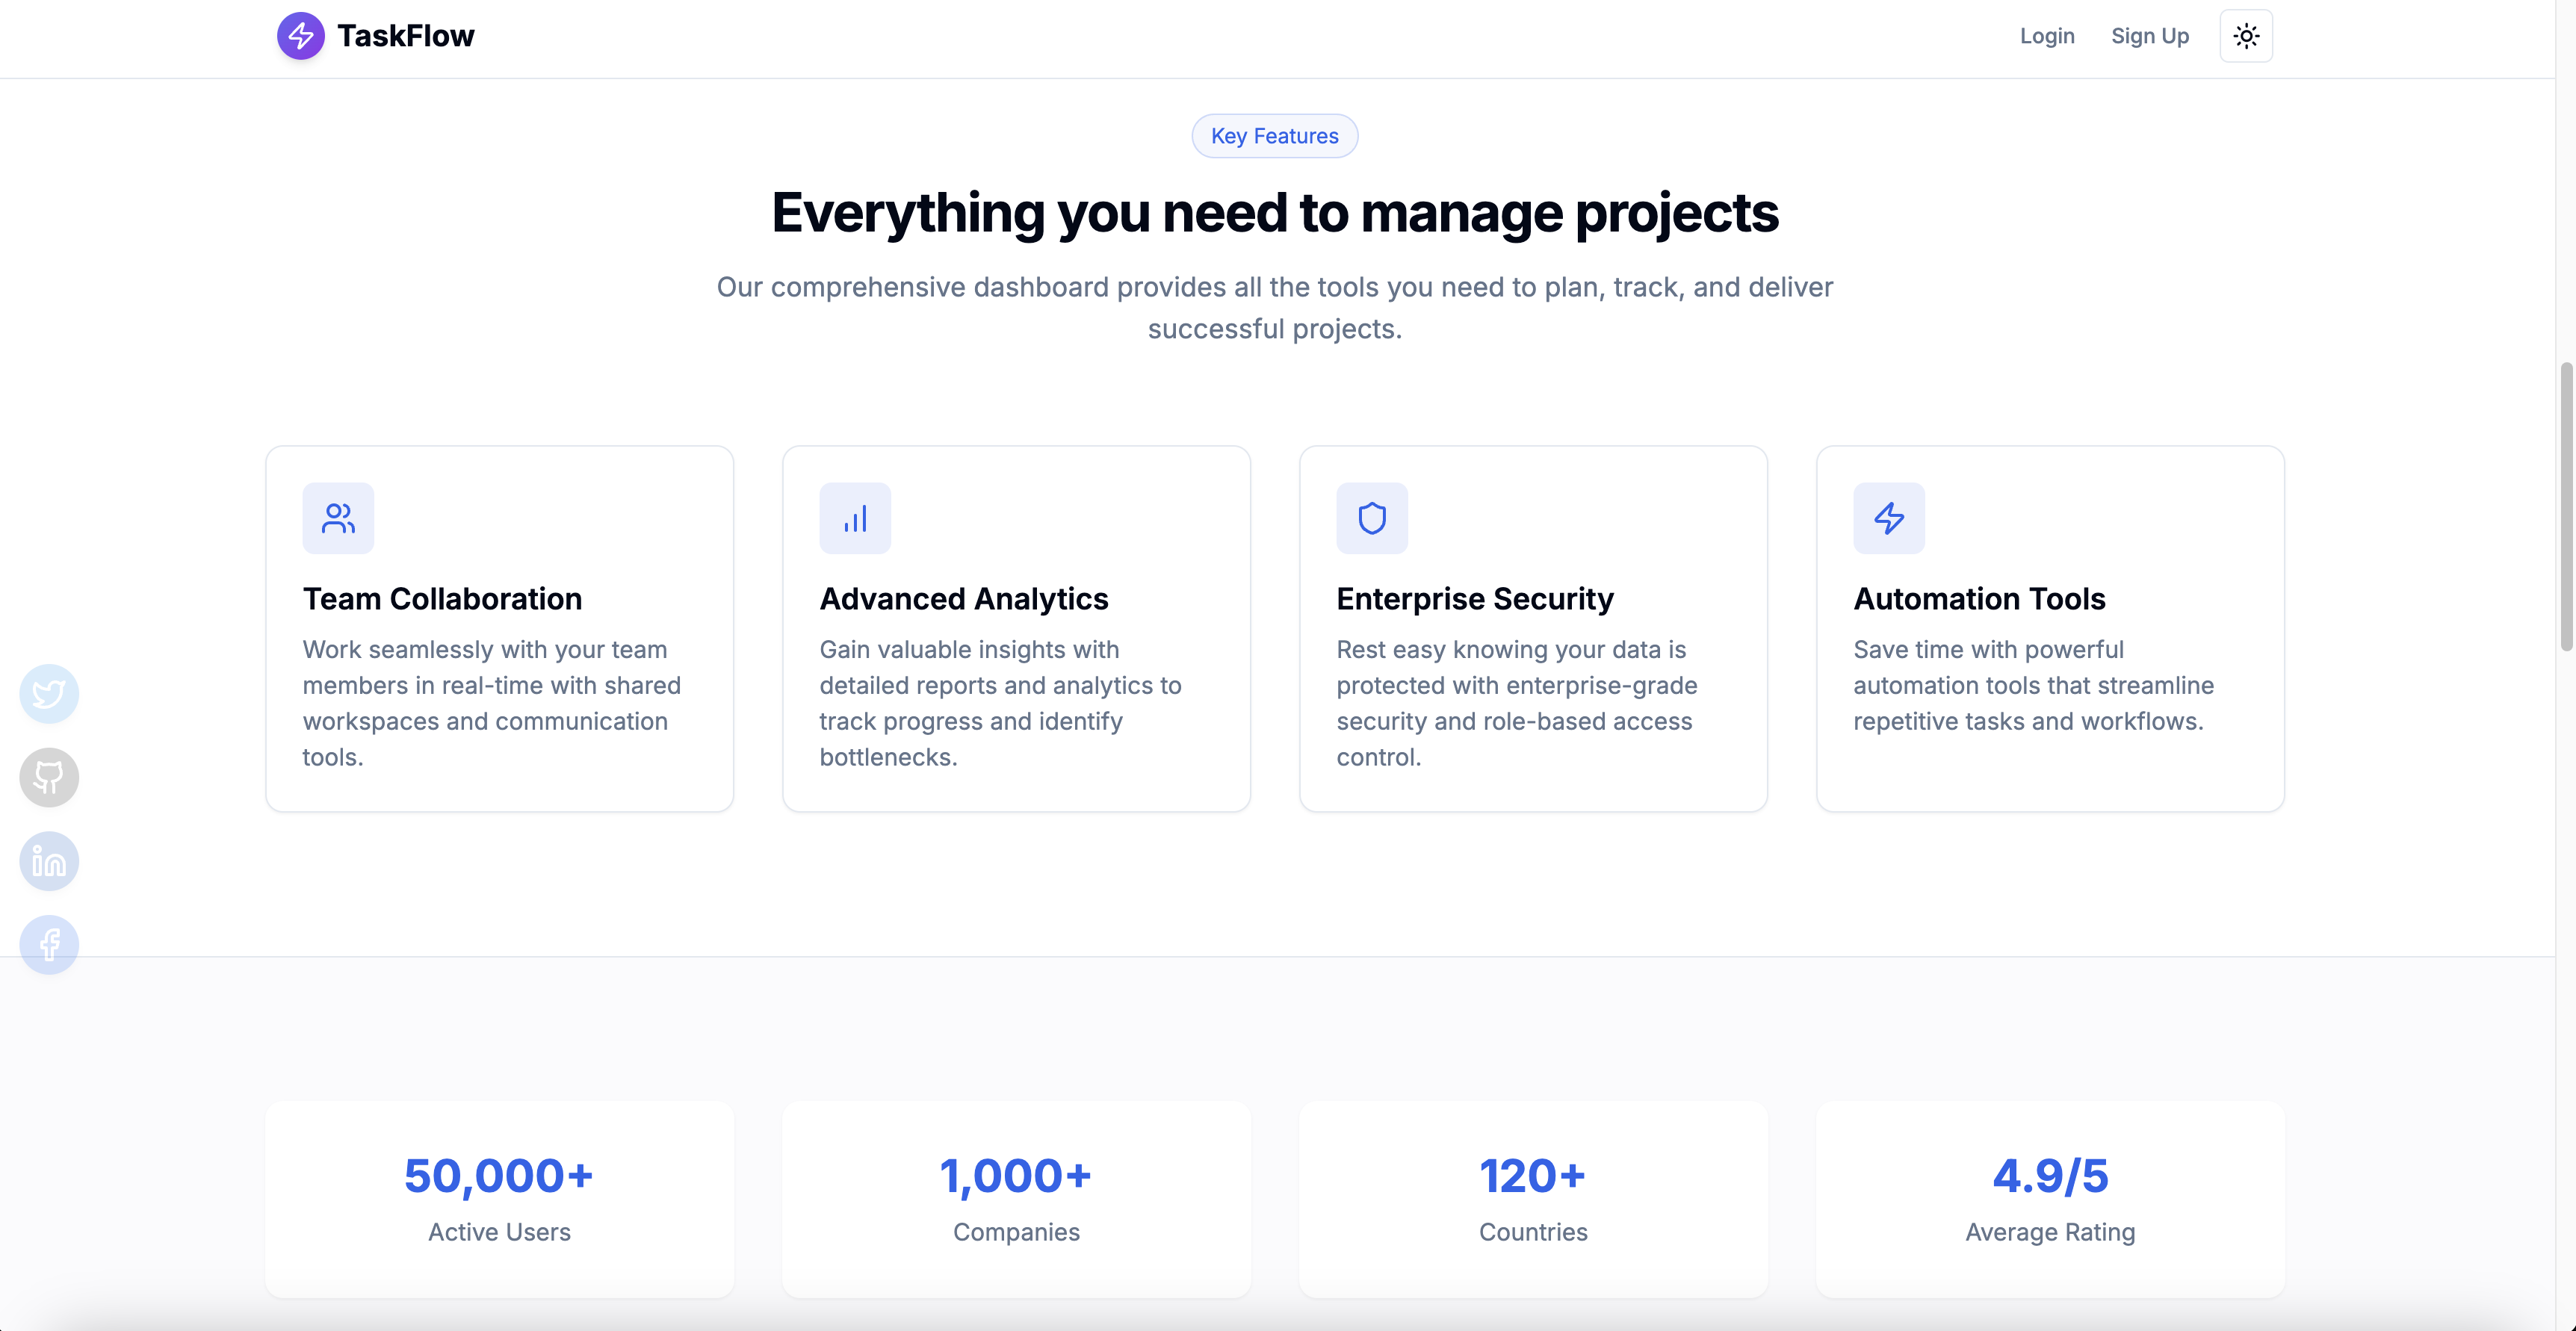 TaskFlow
Login
Sign Up
Key Features
Everything you need to manage projects
Our comprehensive dashboard provides all the tools you need to plan, track, and deliver
successful projects.
Team Collaboration
Work seamlessly with your team
members in real-time with shared
workspaces and communication
tools.
Advanced Analytics
Gain valuable insights with
detailed reports and analytics to
track progress and identify
bottlenecks.
Enterprise Security
Rest easy knowing your data is
protected with enterprise-grade
security and role-based access
control.
Automation Tools
Save time with powerful
automation tools that streamline
repetitive tasks and workflows.
50,000+
Active Users
1,000+
Companies
120+
Countries
4.9/5
Average Rating